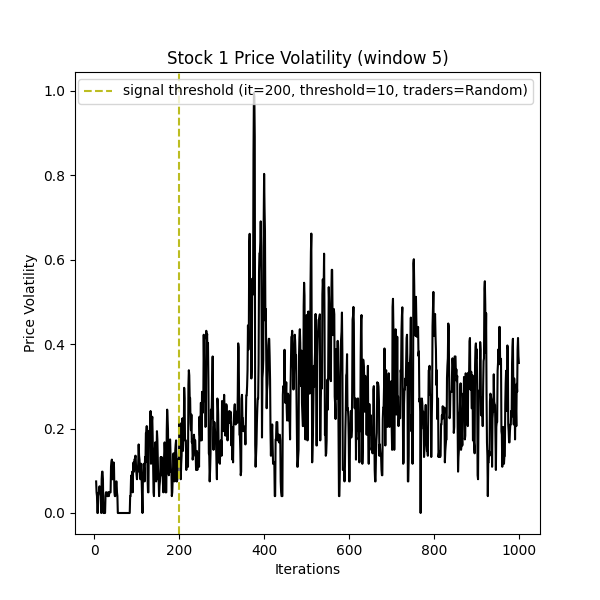 Stock 1 Price Volatility (window 5)
signal threshold (it=200, threshold=10, traders=Random)
1.0
0.8
0.6
0.4
0.2
0.0
Price Volatility
0 200 400 600 800 1000
Iterations